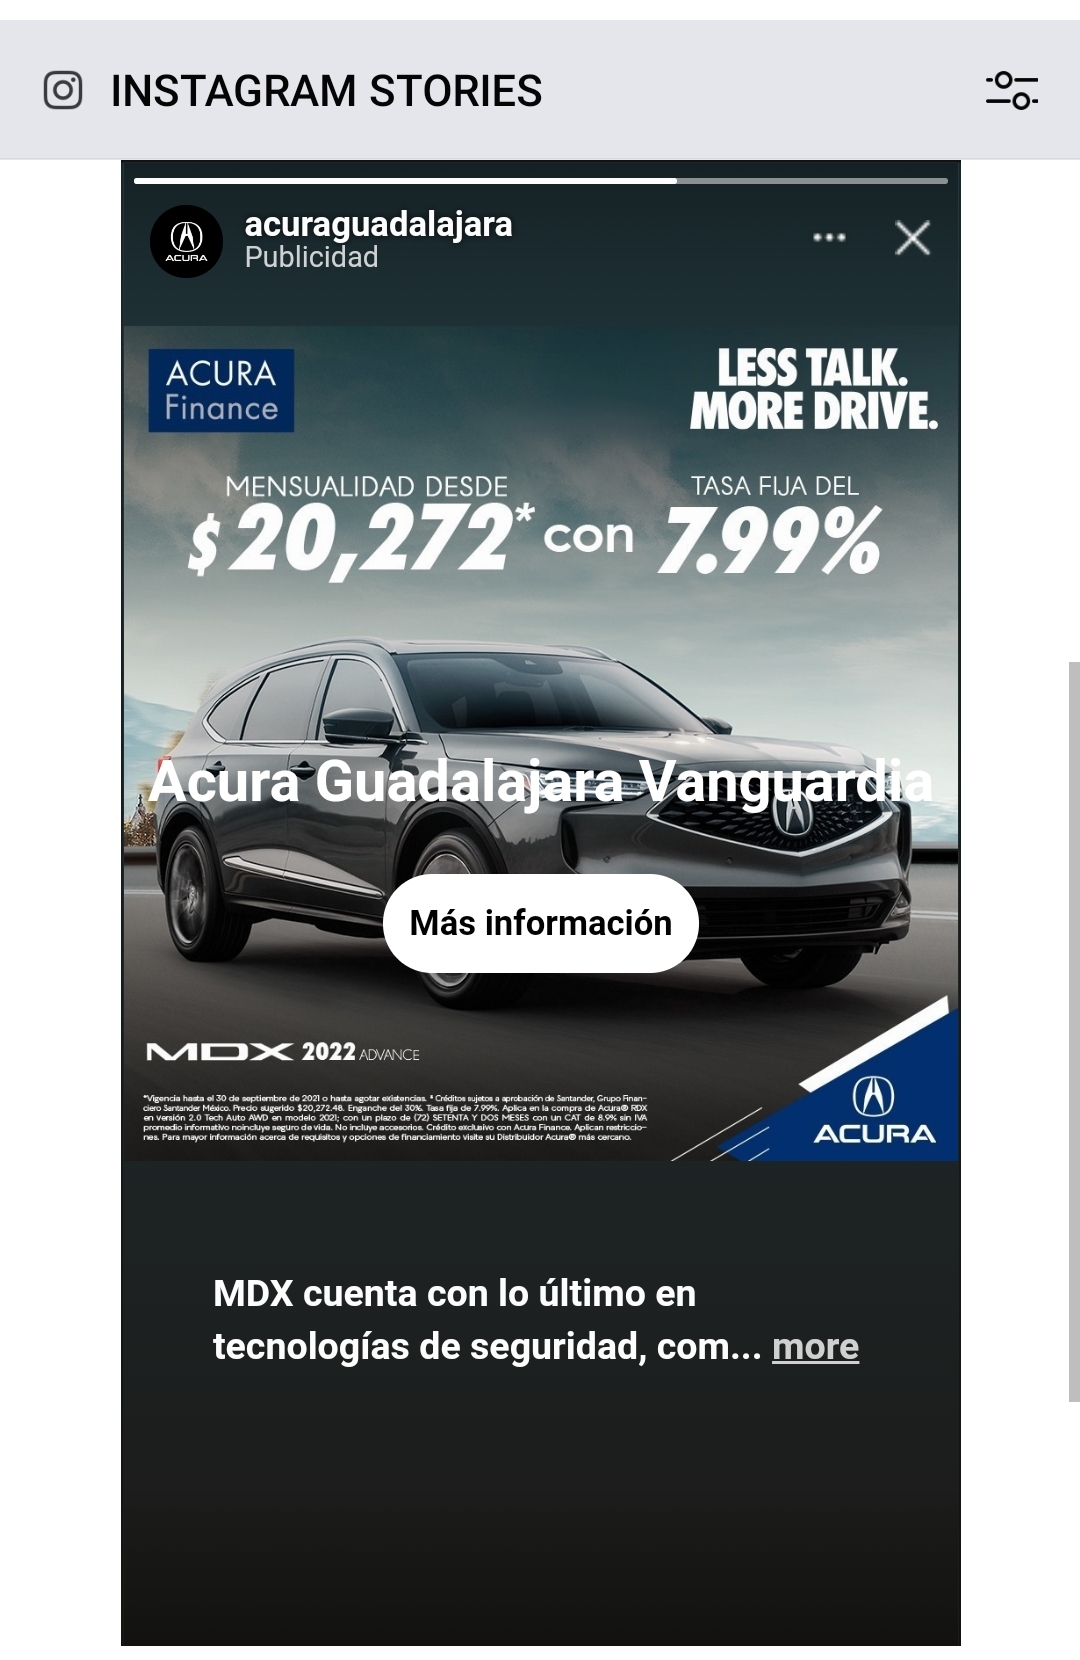 INSTAGRAM STORIES
acuraguadalajara
Publicidad
ACURA
ACURA
Finance
LESS TALK.
MORE DRIVE.
MENSUALIDAD DESDE
$20,272* con
TASA FIJA DEL
7.99%
Acura Guadalajara Vanguardia
Más información
MDX 2022 ADVANCE
*Vigencia hasta el 30 de septiembre de 2021 o hasta agotar existencias. * Créditos sujetos a aprobación de Santander, Grupo Finan-
ciero Santander México. Precio sugerido $20,272.48. Enganche del 30%. Tasa fija de 7.99%. Aplica en la compra de Acura® RDX
en versión 2.0 Tech Auto AWD en modelo 2021; con un plazo de (72) SETENTA Y DOS MESES con un CAT de 8.9% sin IVA
promedio informativo noincluye seguro de vida. No incluye accesorios. Crédito exclusivo con Acura Finance. Aplican restriccio-
nes. Para mayor información acerca de requisitos y opciones de financiamiento visite su Distribuidor Acura® más cercano.
ACURA
MDX cuenta con lo último en
tecnologías de seguridad, com... more